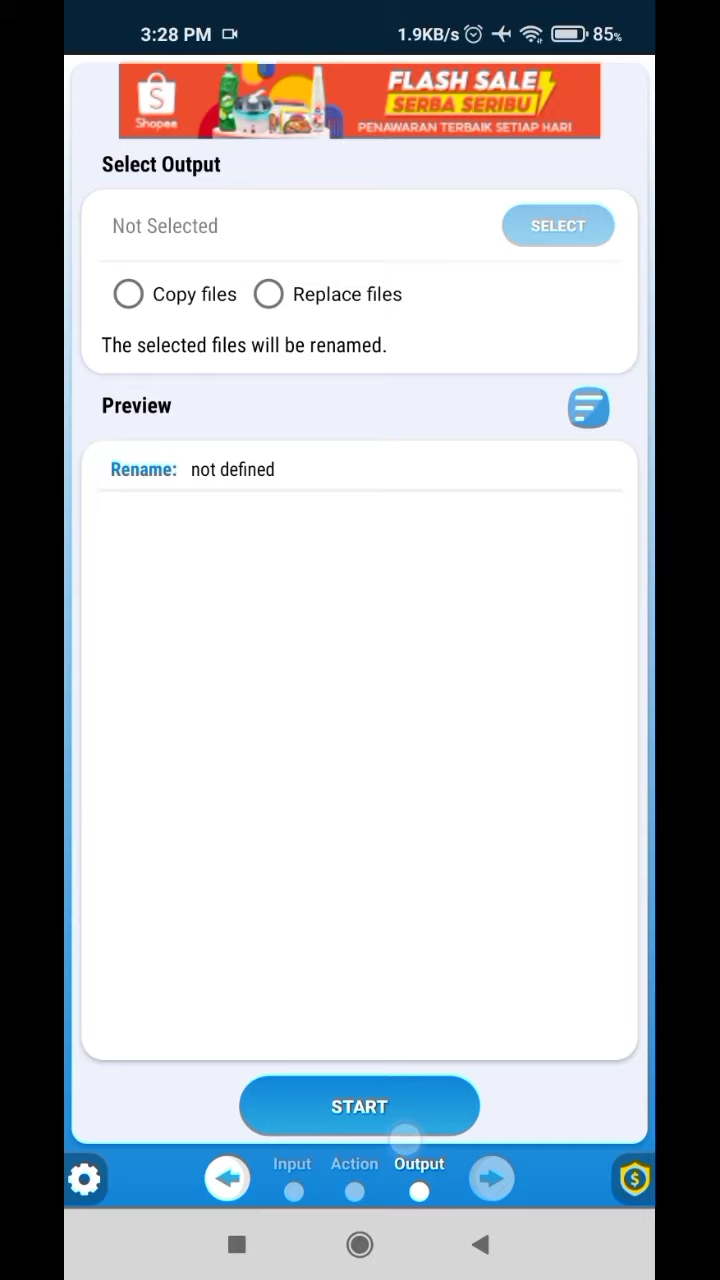 3:28 PM
1.9KB/s
85%
Shopee
FLASH SALE
SERBA SERIBU
PENAWARAN TERBAIK SETIAP HARI
Select Output
Not Selected
SELECT
Copy files
Replace files
The selected files will be renamed.
Preview
Rename: not defined
START
Input
Action
Output